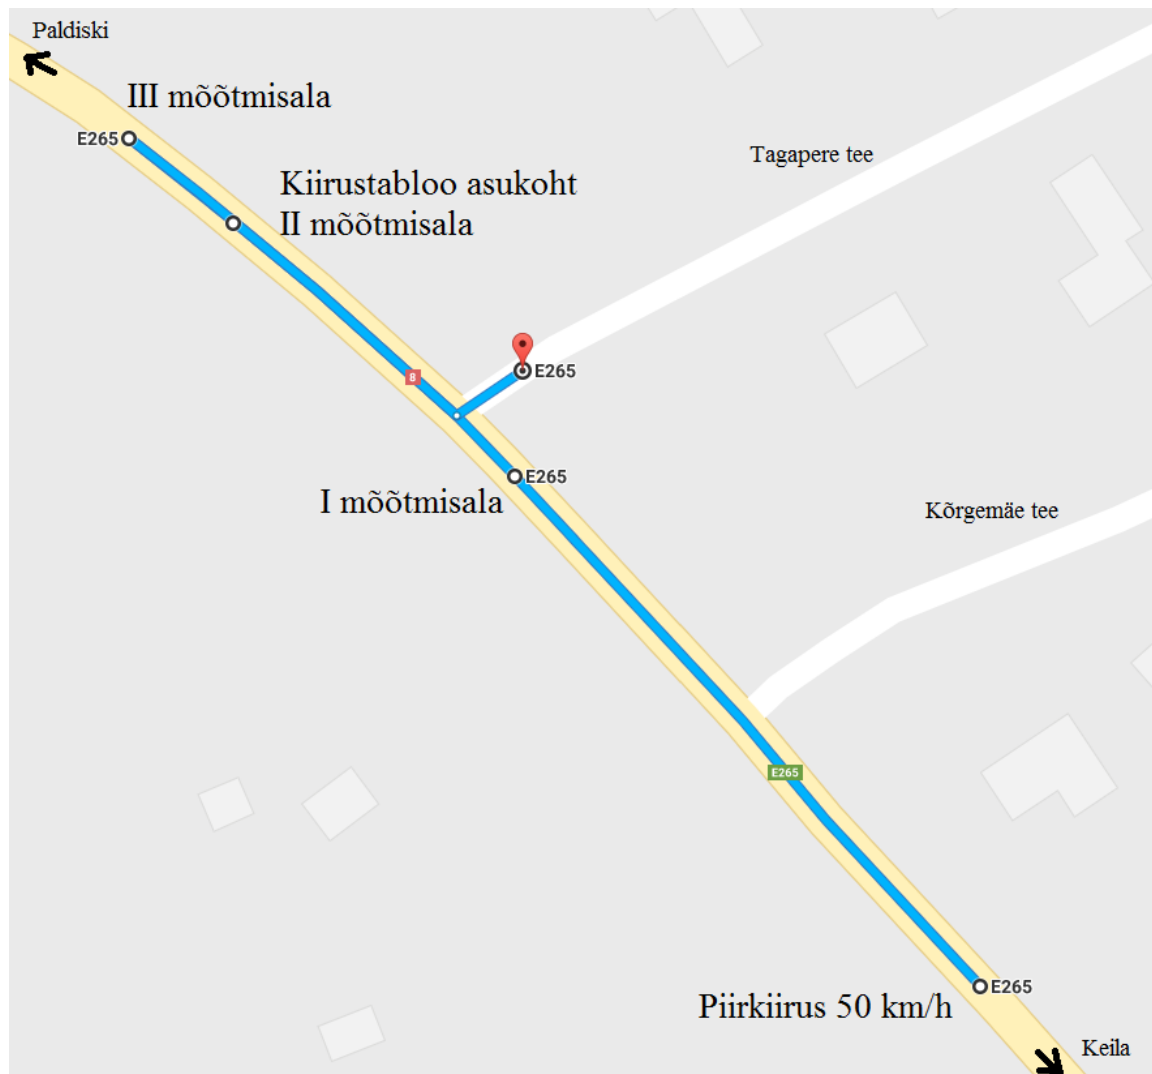 Paldiski
III mõõtmisala
E265
Tagapere tee
Kiirustabloo asukoht
II mõõtmisala
E265
8
E265
I mõõtmisala
Kõrgemäe tee
E265
E265
Piirkiirus 50 km/h
Keila